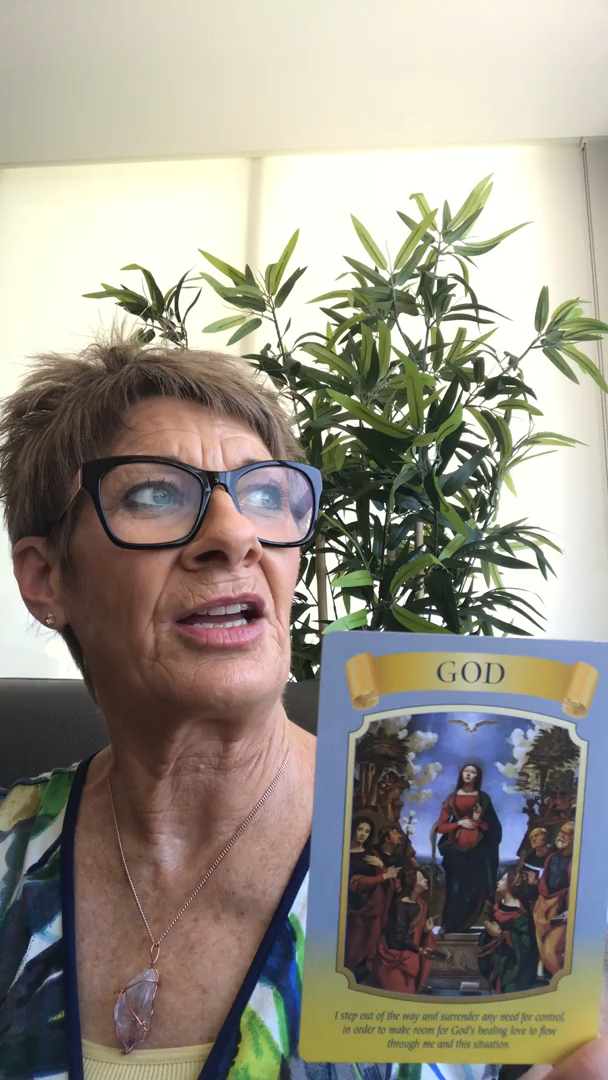 GOD
I step out of the way and surrender any need for control,
in order to make room for God's healing love to flow
through me and this situation.